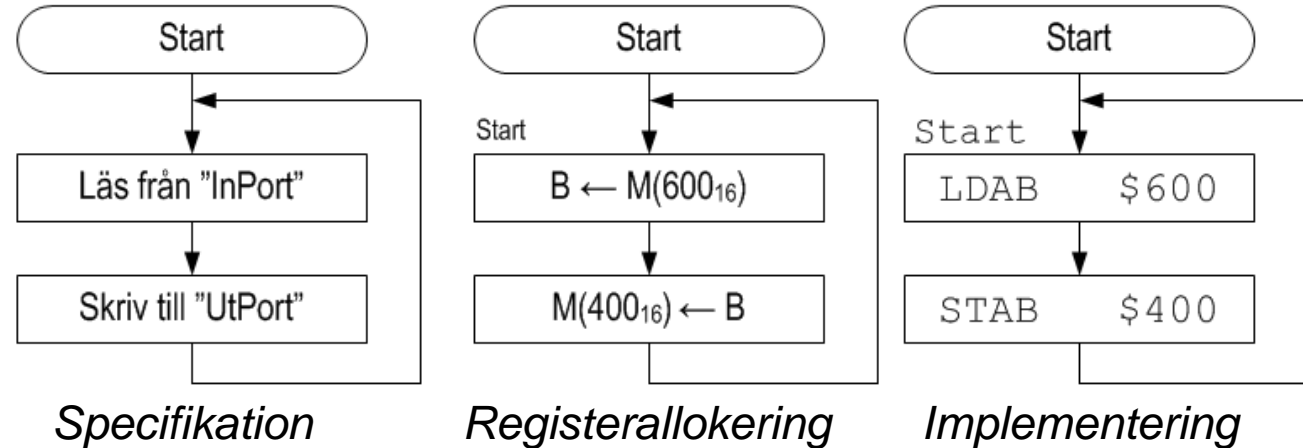 Start
Läs från ”InPort”
Skriv till ”UtPort”
Specifikation
Start
Start
B ← M(600₁₆)
M(400₁₆) ← B
Registerallokering
Start
Start
LDAB $600
STAB $400
Implementering